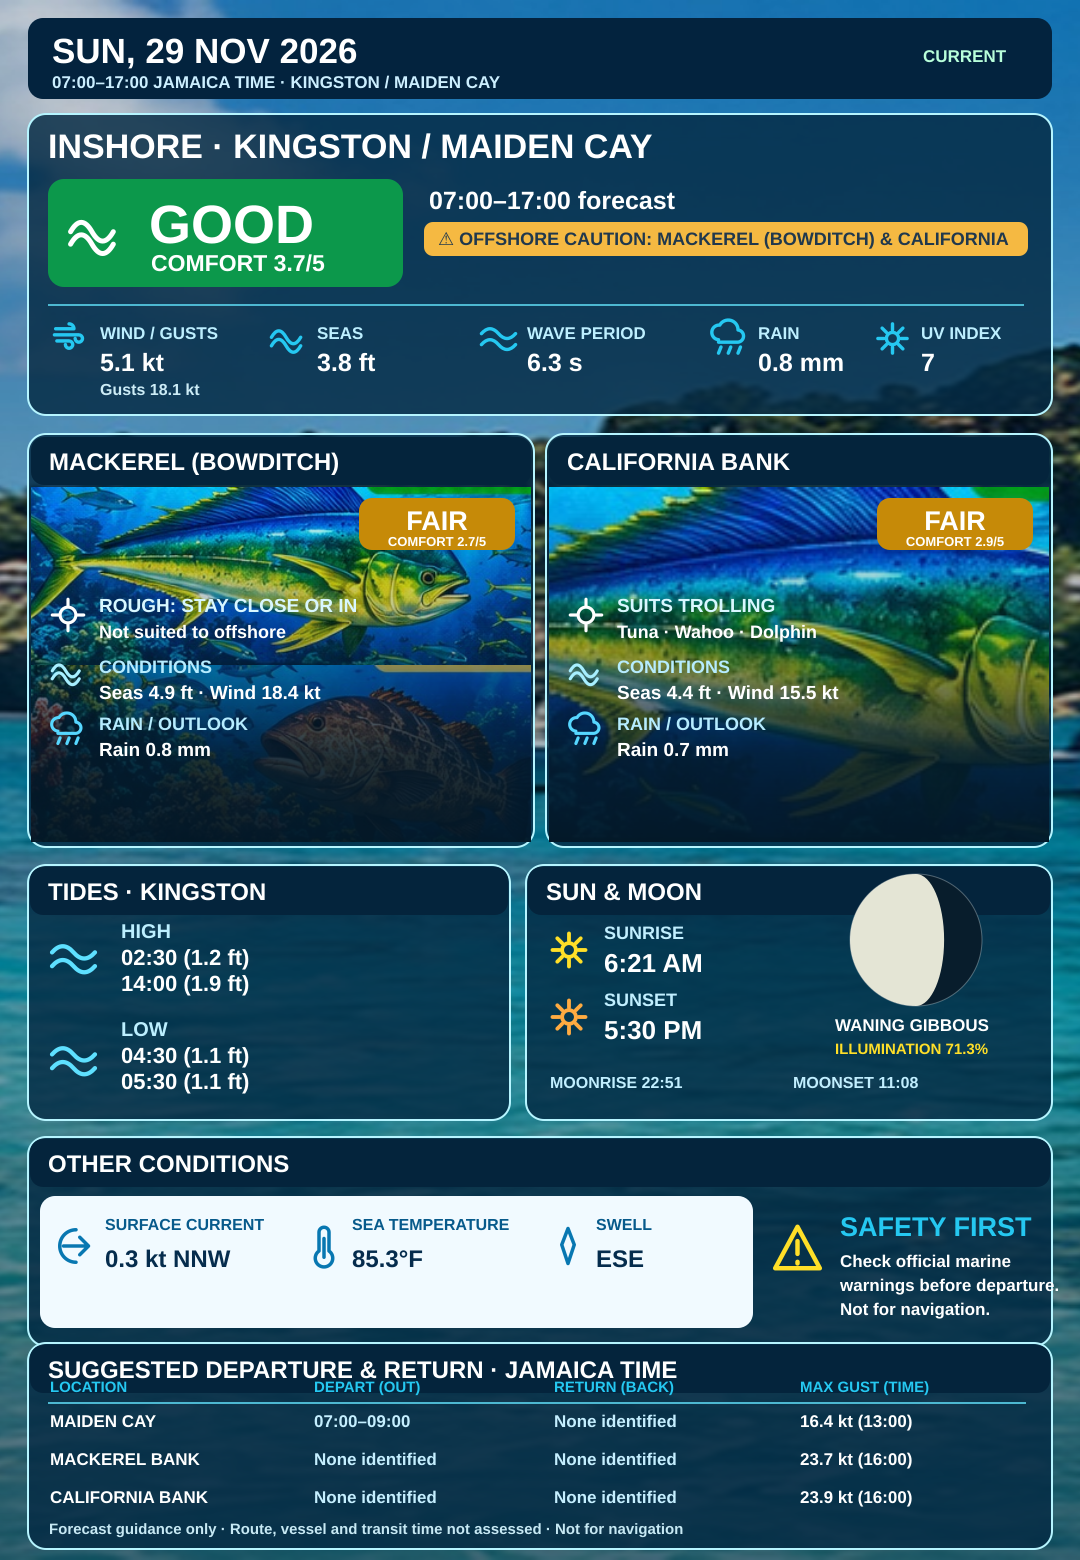 SUN, 29 NOV 2026
CURRENT
07:00–17:00 JAMAICA TIME · KINGSTON / MAIDEN CAY
INSHORE · KINGSTON / MAIDEN CAY
GOOD
COMFORT 3.7/5
07:00–17:00 forecast
⚠ OFFSHORE CAUTION: MACKEREL (BOWDITCH) & CALIFORNIA
WIND / GUSTS
5.1 kt
Gusts 18.1 kt
SEAS
3.8 ft
WAVE PERIOD
6.3 s
RAIN
0.8 mm
UV INDEX
7
MACKEREL (BOWDITCH)
FAIR
COMFORT 2.7/5
ROUGH: STAY CLOSE OR IN
Not suited to offshore
CONDITIONS
Seas 4.9 ft · Wind 18.4 kt
RAIN / OUTLOOK
Rain 0.8 mm
CALIFORNIA BANK
FAIR
COMFORT 2.9/5
SUITS TROLLING
Tuna · Wahoo · Dolphin
CONDITIONS
Seas 4.4 ft · Wind 15.5 kt
RAIN / OUTLOOK
Rain 0.7 mm
TIDES · KINGSTON
HIGH
02:30 (1.2 ft)
14:00 (1.9 ft)
LOW
04:30 (1.1 ft)
05:30 (1.1 ft)
SUN & MOON
SUNRISE
6:21 AM
SUNSET
5:30 PM
WANING GIBBOUS
ILLUMINATION 71.3%
MOONRISE 22:51
MOONSET 11:08
OTHER CONDITIONS
SURFACE CURRENT
0.3 kt NNW
SEA TEMPERATURE
85.3°F
SWELL
ESE
SAFETY FIRST
Check official marine
warnings before departure.
Not for navigation.
SUGGESTED DEPARTURE & RETURN · JAMAICA TIME
LOCATION DEPART (OUT) RETURN (BACK) MAX GUST (TIME)
MAIDEN CAY 07:00–09:00 None identified 16.4 kt (13:00)
MACKEREL BANK None identified None identified 23.7 kt (16:00)
CALIFORNIA BANK None identified None identified 23.9 kt (16:00)
Forecast guidance only · Route, vessel and transit time not assessed · Not for navigation